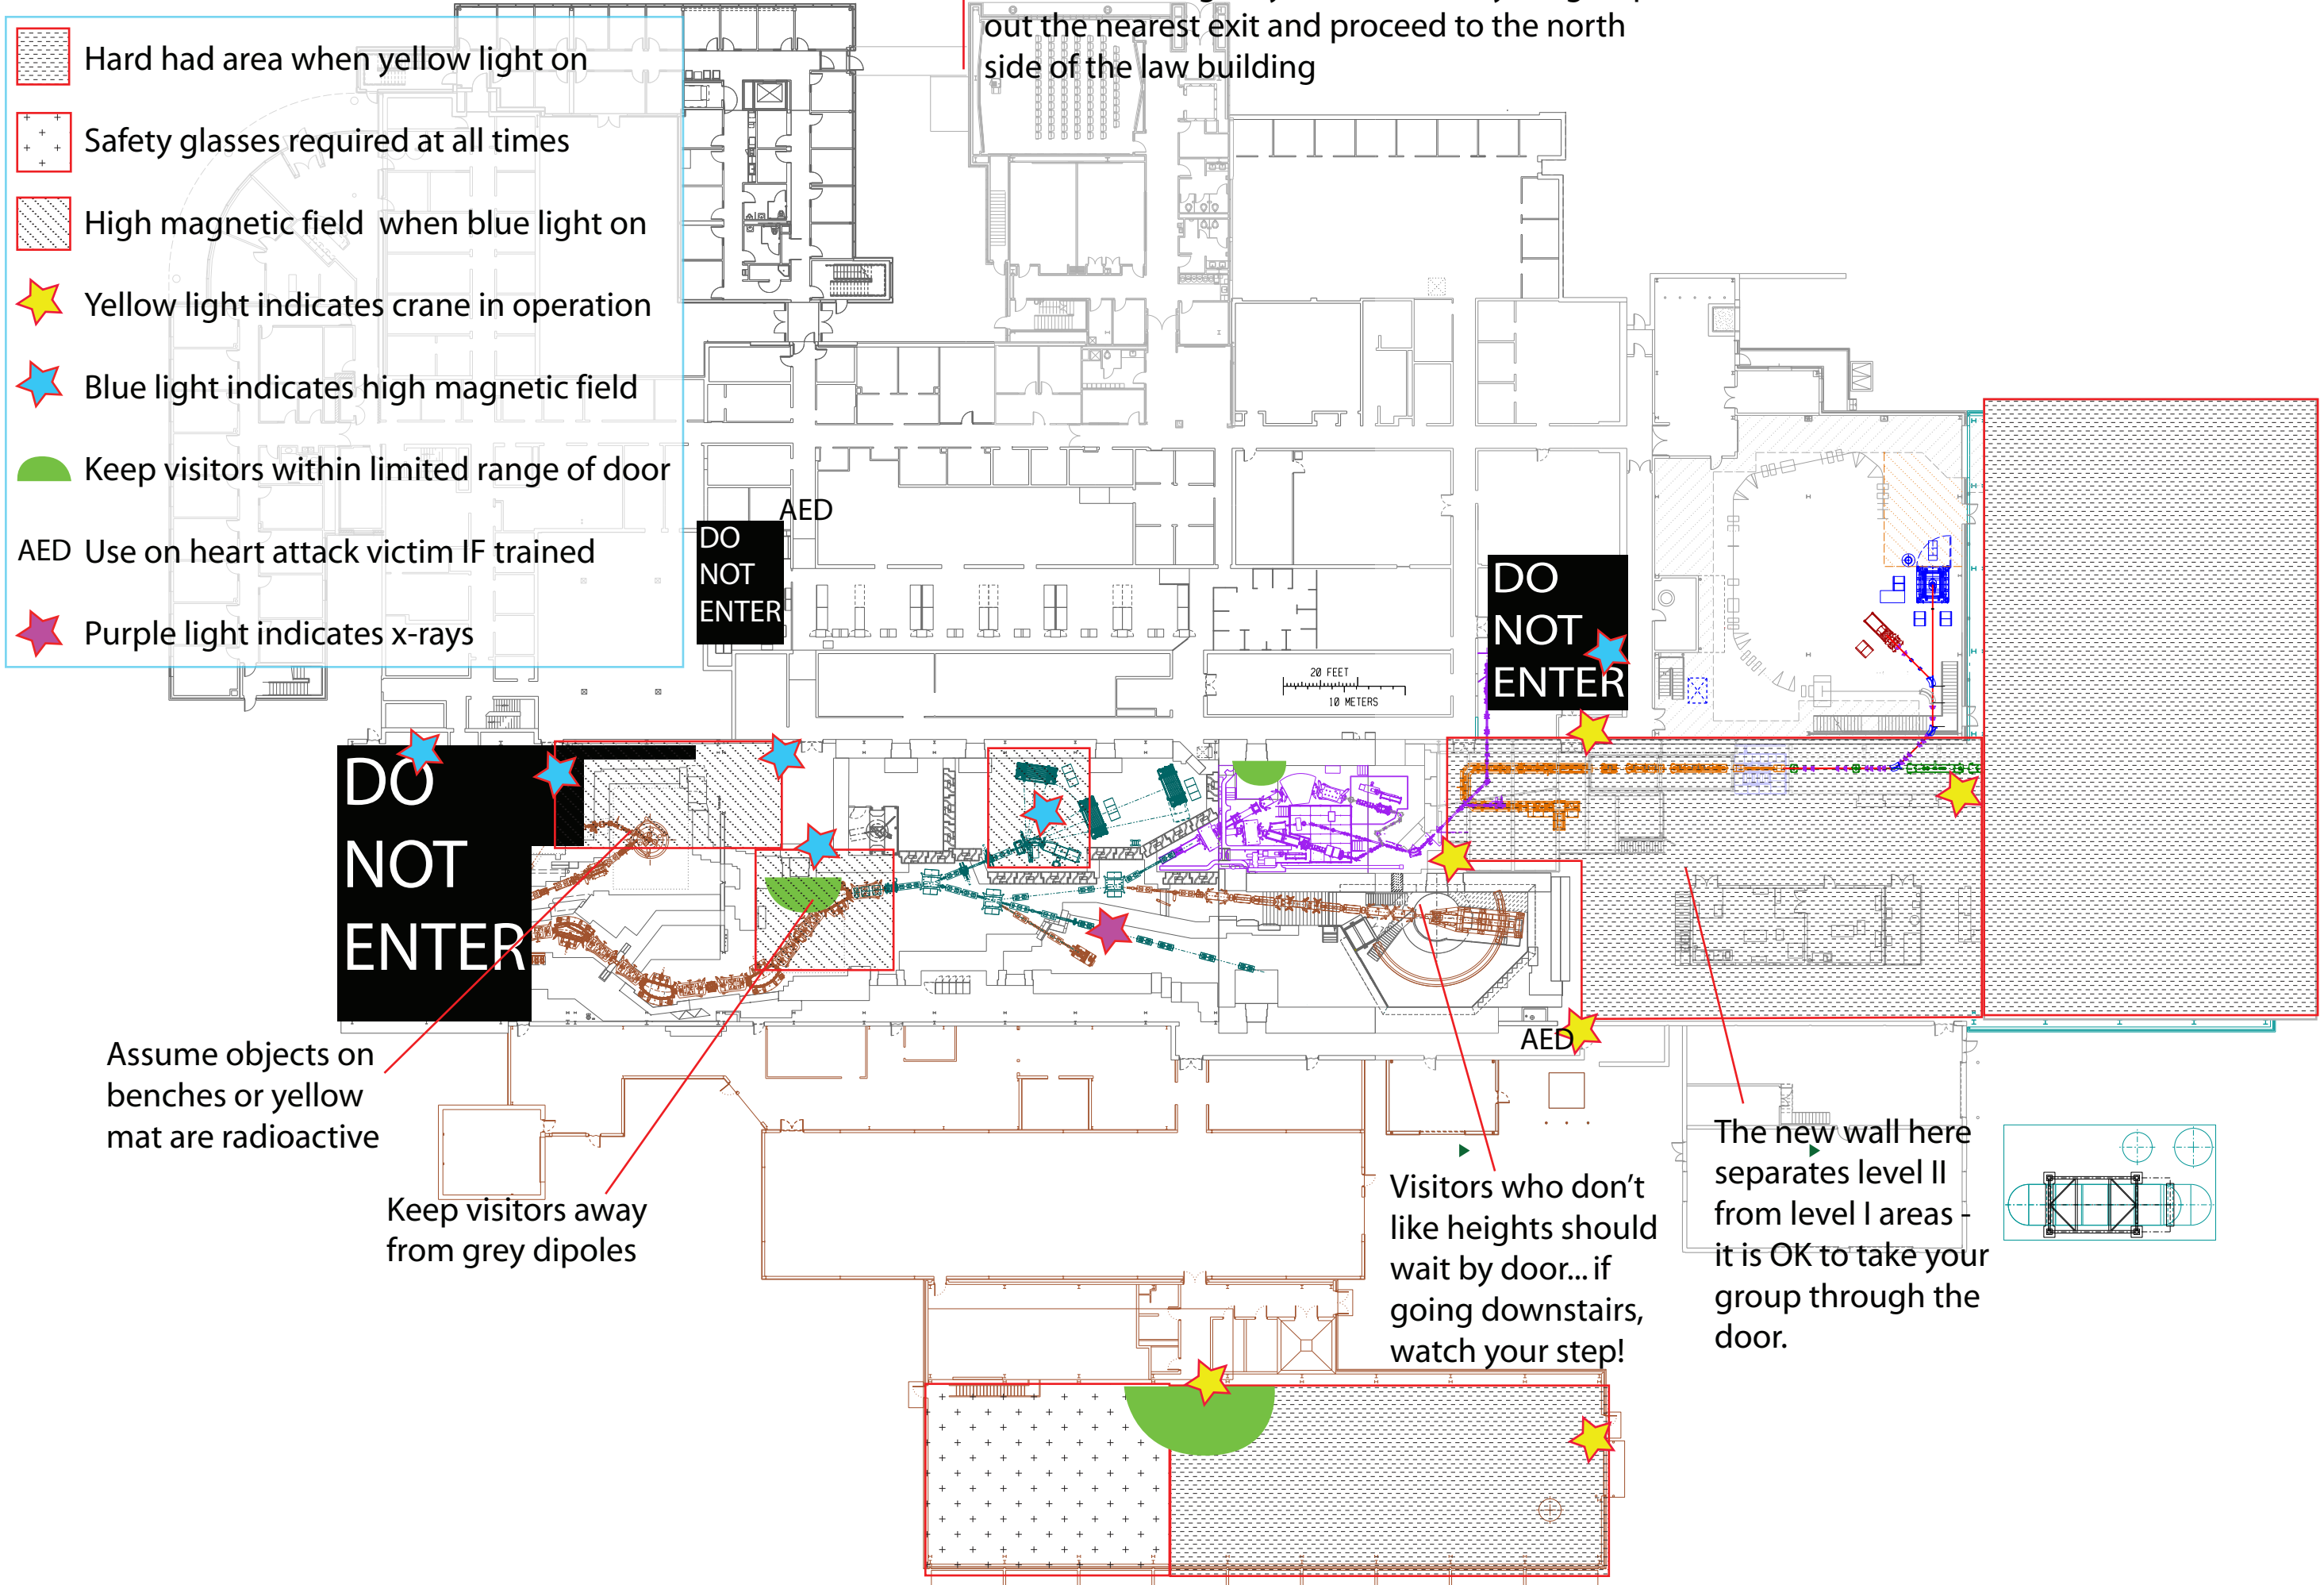 out the nearest exit and proceed to the north
side of the law building
Hard had area when yellow light on
Safety glasses required at all times
High magnetic field  when blue light on
Yellow light indicates crane in operation
Blue light indicates high magnetic field
Keep visitors within limited range of door
AED Use on heart attack victim IF trained
Purple light indicates x-rays
AED
DO
NOT
ENTER
DO
NOT
ENTER
20 FEET
10 METERS
DO
NOT
ENTER
AED
Assume objects on
benches or yellow
mat are radioactive
Keep visitors away
from grey dipoles
Visitors who don’t
like heights should
wait by door... if
going downstairs,
watch your step!
The new wall here
separates level II
from level I areas -
it is OK to take your
group through the
door.